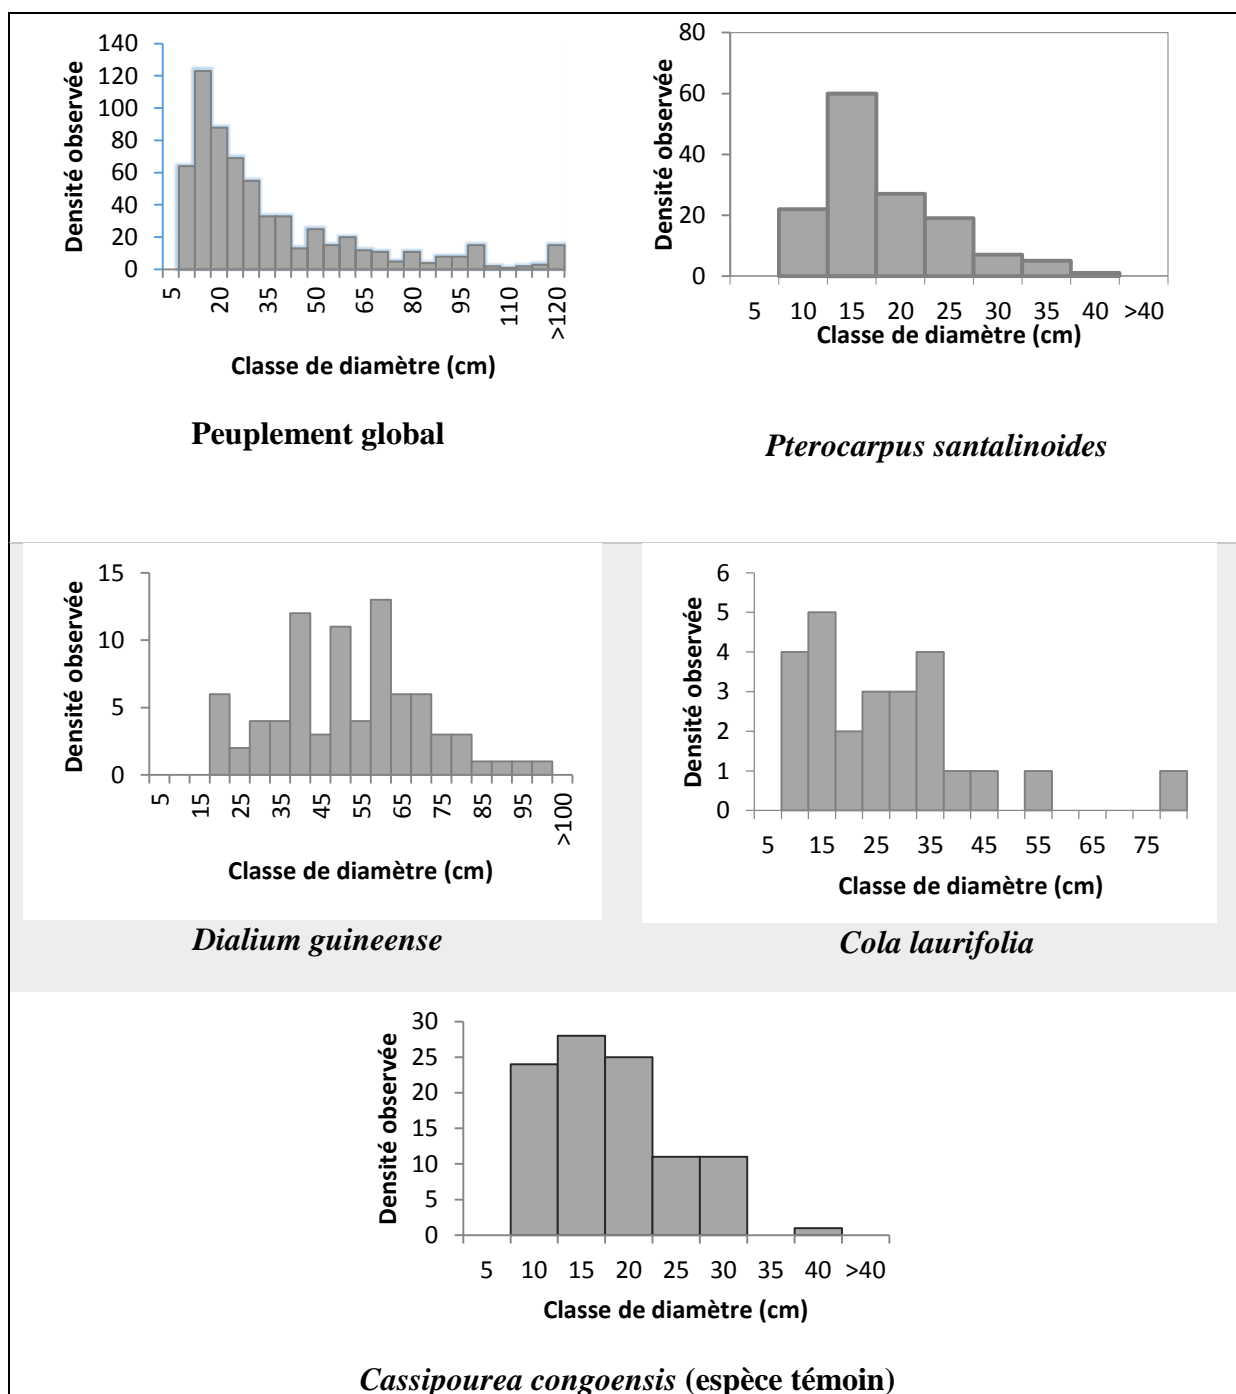 140
120
100
80
60
40
20
0
Densité observée
5
20
35
50
65
80
95
110
>120
Classe de diamètre (cm)
Peuplement global
80
60
40
20
0
Densité observée
5 10 15 20 25 30 35 40 >40
Classe de diamètre (cm)
Pterocarpus santalinoides
15
10
5
0
Densité observée
5
15
25
35
45
55
65
75
85
95
>100
Classe de diamètre (cm)
Dialium guineense
6
5
4
3
2
1
0
Densité observée
5 15 25 35 45 55 65 75
Classe de diamètre (cm)
Cola laurifolia
30
25
20
15
10
5
0
Densité observée
5 10 15 20 25 30 35 40 >40
Classe de diamètre (cm)
Cassipourea congoensis (espèce témoin)